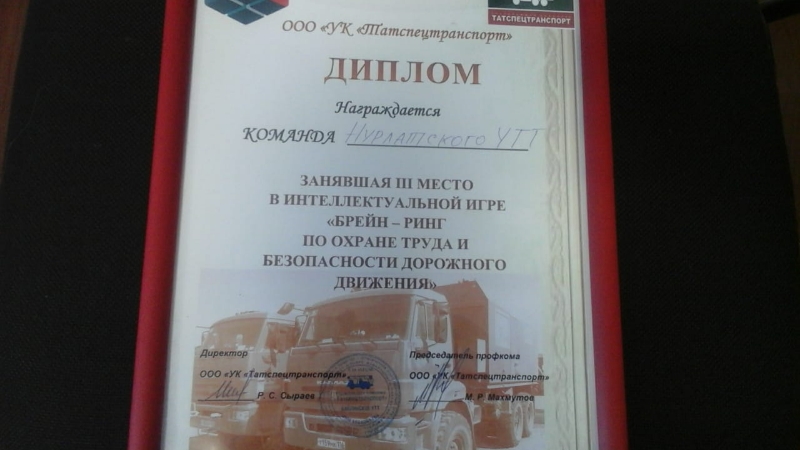 ТАТСПЕЦТРАНСПОРТ
ООО «УК «Татспецтранспорт»
ДИПЛОМ
Награждается
КОМАНДА Нурлатского УТТ
ЗАНЯВШАЯ III МЕСТО
В ИНТЕЛЛЕКТУАЛЬНОЙ ИГРЕ
«БРЕЙН – РИНГ
ПО ОХРАНЕ ТРУДА И
БЕЗОПАСНОСТИ ДОРОЖНОГО
ДВИЖЕНИЯ»
Директор
ООО «УК «Татспецтранспорт»
Р. С. Сыраев
Председатель профкома
ООО «УК «Татспецтранспорт»
М. Р. Махмутов